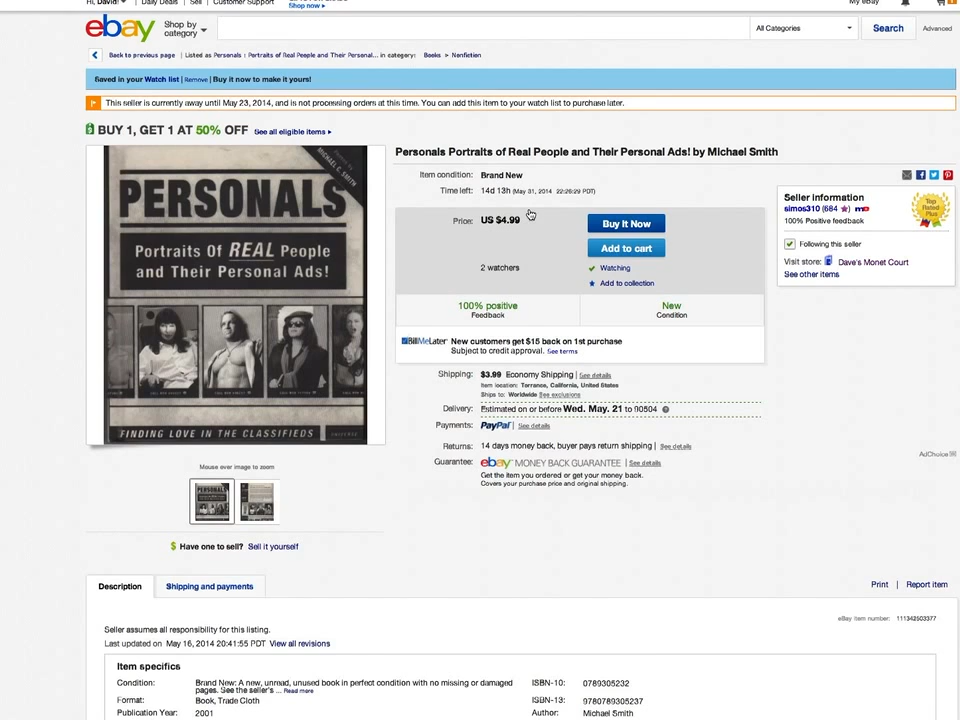 Hi, David!
Daily Deals | Sell | Customer Support
Shop now ▸
My eBay
ebay
Shop by
category
All Categories
Search
Advanced
Back to previous page | Listed as Personals : Portraits of Real People and Their Personal... in category: Books > Nonfiction
Saved in your Watch list | Remove | Buy it now to make it yours!
This seller is currently away until May 23, 2014, and is not processing orders at this time. You can add this item to your watch list to purchase later.
BUY 1, GET 1 AT 50% OFF See all eligible items ▸
MICHAEL C. SMITH
PERSONALS
Portraits Of REAL People
and Their Personal Ads!
FINDING LOVE IN THE CLASSIFIEDS
UNIVERSE
Mouse over image to zoom
Have one to sell? Sell it yourself
Personals Portraits of Real People and Their Personal Ads! by Michael Smith
Item condition: Brand New
Time left: 14d 13h (May 31, 2014 22:26:29 PDT)
Price: US $4.99
Buy It Now
Add to cart
2 watchers
Watching
Add to collection
100% positive
Feedback
New
Condition
BillMeLater New customers get $15 back on 1st purchase
Subject to credit approval. See terms
Shipping: $3.99 Economy Shipping | See details
Item location: Torrance, California, United States
Ships to: Worldwide See exclusions
Delivery: Estimated on or before Wed. May. 21 to 00504
Payments: PayPal | See details
Returns: 14 days money back, buyer pays return shipping | See details
Guarantee: ebay MONEY BACK GUARANTEE | See details
Get the item you ordered or get your money back.
Covers your purchase price and original shipping.
Seller information
simos310 (684 ★) me
100% Positive feedback
Top
Rated
Plus
Following this seller
Visit store: Dave's Monet Court
See other items
AdChoice
Description
Shipping and payments
Print | Report item
eBay item number: 111342503377
Seller assumes all responsibility for this listing.
Last updated on May 16, 2014 20:41:55 PDT View all revisions
Item specifics
Condition: Brand New: A new, unread, unused book in perfect condition with no missing or damaged
pages. See the seller's ... Read more
ISBN-10: 0789305232
Format: Book, Trade Cloth
ISBN-13: 9780789305237
Publication Year: 2001
Author: Michael Smith